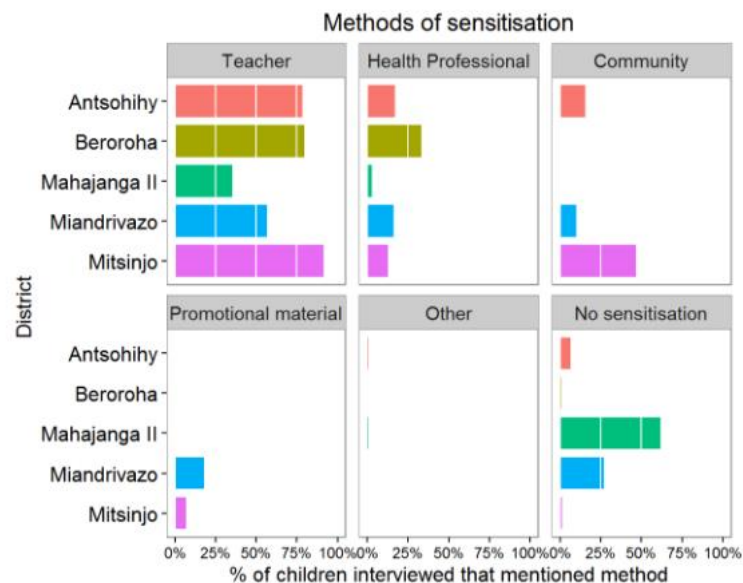 Methods of sensitisation
Teacher
Health Professional
Community
Antsohihy
Beroroha
Mahajanga II
Miandrivazo
Mitsinjo
District
Promotional material
Other
No sensitisation
Antsohihy
Beroroha
Mahajanga II
Miandrivazo
Mitsinjo
0% 25% 50% 75% 100% 0% 25% 50% 75% 100% 0% 25% 50% 75% 100%
% of children interviewed that mentioned method